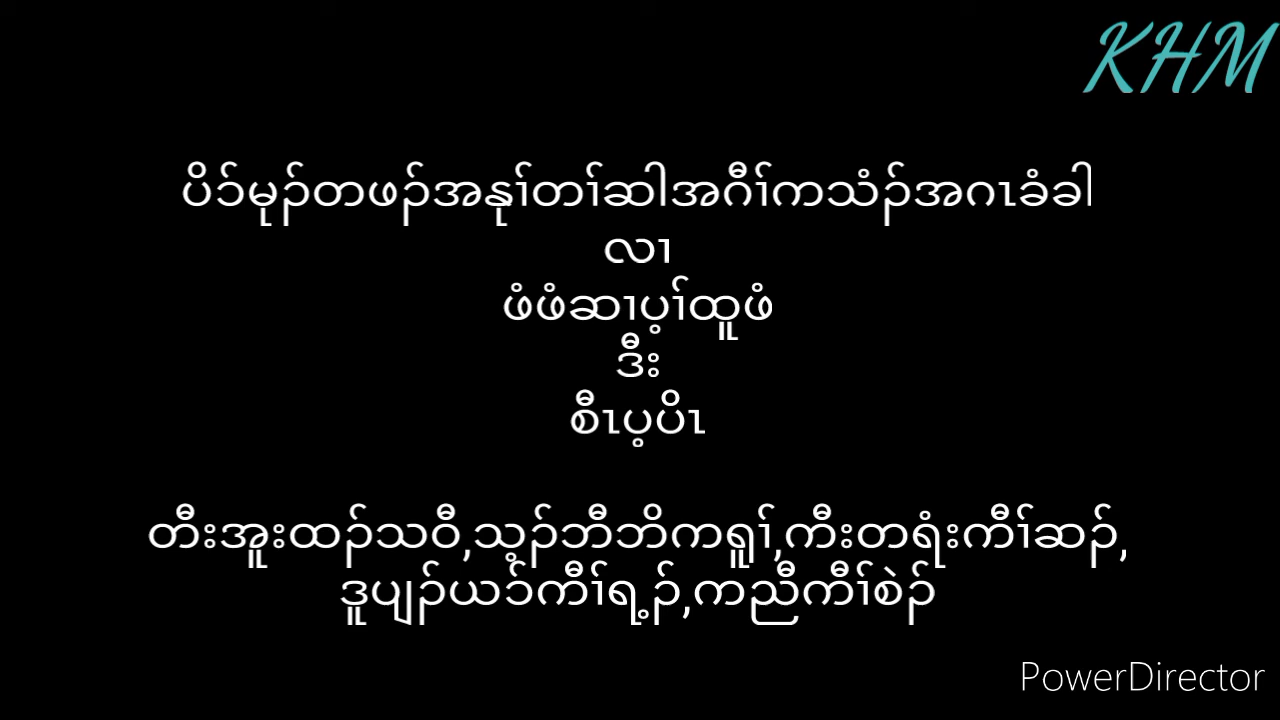 KHM
ပိာ်မုၣ်တဖၣ်အနုၢ်တၢ်ဆါအဂီၢ်ကသံၣ်အဂၤခံခါ
လၢ
ဖံဖံဆၢပှၢ်ထူဖံ
ဒီး
စီၤပှပိၤ
တီးအူးထၣ်သဝီ,သ့ၣ်ဘီဘိကရူၢ်,ကီးတရံးကီၢ်ဆၣ်,
ဒူပျၣ်ယာ်ကီၢ်ရ့ၣ်,ကညီကီၢ်စဲၣ်
PowerDirector